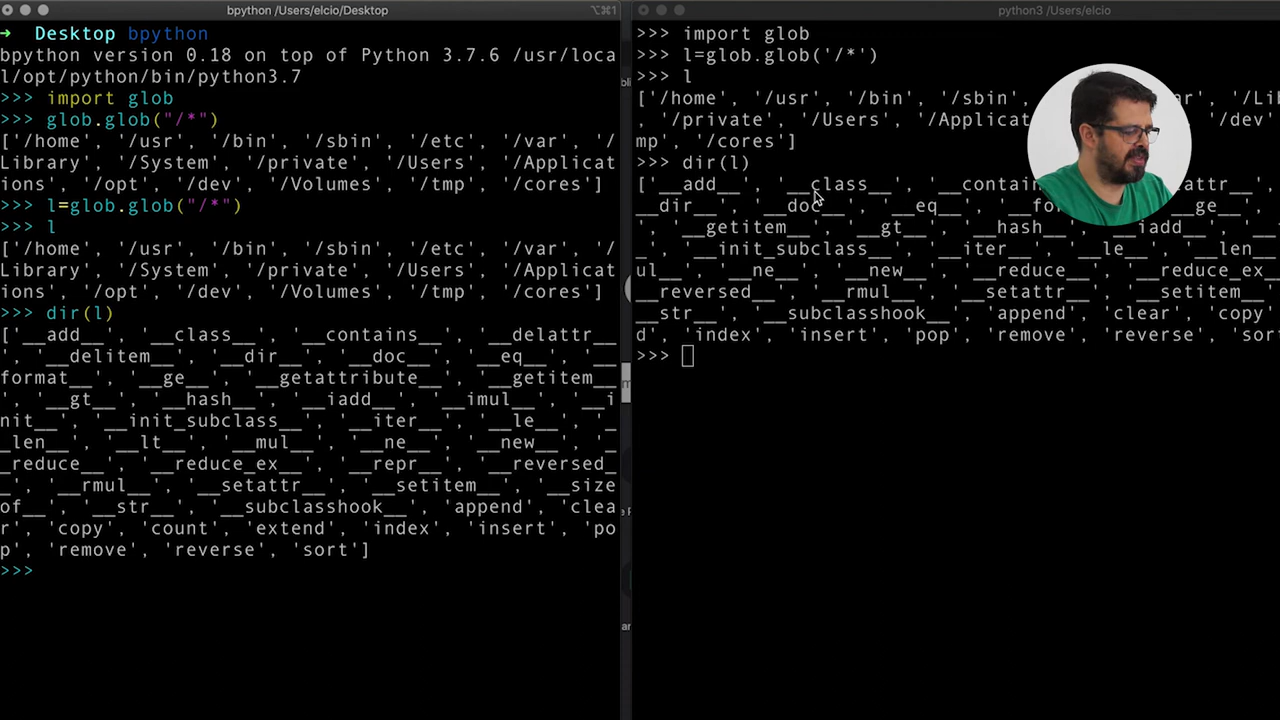 bpython /Users/elcio/Desktop
⌥⌘1
➜ Desktop bpython
bpython version 0.18 on top of Python 3.7.6 /usr/loca
l/opt/python/bin/python3.7
>>> import glob
>>> glob.glob("/*")
['/home', '/usr', '/bin', '/sbin', '/etc', '/var', '/
Library', '/System', '/private', '/Users', '/Applicat
ions', '/opt', '/dev', '/Volumes', '/tmp', '/cores']
>>> l=glob.glob("/*")
>>> l
['/home', '/usr', '/bin', '/sbin', '/etc', '/var', '/
Library', '/System', '/private', '/Users', '/Applicat
ions', '/opt', '/dev', '/Volumes', '/tmp', '/cores']
>>> dir(l)
['__add__', '__class__', '__contains__', '__delattr__
', '__delitem__', '__dir__', '__doc__', '__eq__', '__
format__', '__ge__', '__getattribute__', '__getitem__
', '__gt__', '__hash__', '__iadd__', '__imul__', '__i
nit__', '__init_subclass__', '__iter__', '__le__', '_
_len__', '__lt__', '__mul__', '__ne__', '__new__', '_
_reduce__', '__reduce_ex__', '__repr__', '__reversed_
_', '__rmul__', '__setattr__', '__setitem__', '__size
of__', '__str__', '__subclasshook__', 'append', 'clea
r', 'copy', 'count', 'extend', 'index', 'insert', 'po
p', 'remove', 'reverse', 'sort']
>>>
python3 /Users/elcio
>>> import glob
>>> l=glob.glob('/*')
>>> l
['/home', '/usr', '/bin', '/sbin', ar', '/Li
, '/private', '/Users', '/Applica '/dev'
mp', '/cores']
>>> dir(l)
['__add__', '__class__', '__contain attr__'
__dir__', '__doc__', '__eq__', '__fo __ge__'
', '__getitem__', '__gt__', '__hash__', '__iadd__'
'__init_subclass__', '__iter__', '__le__', '__len__
ul__', '__ne__', '__new__', '__reduce__', '__reduce_ex_
__reversed__', '__rmul__', '__setattr__', '__setitem__'
__str__', '__subclasshook__', 'append', 'clear', 'copy'
d', 'index', 'insert', 'pop', 'remove', 'reverse', 'sor
>>>